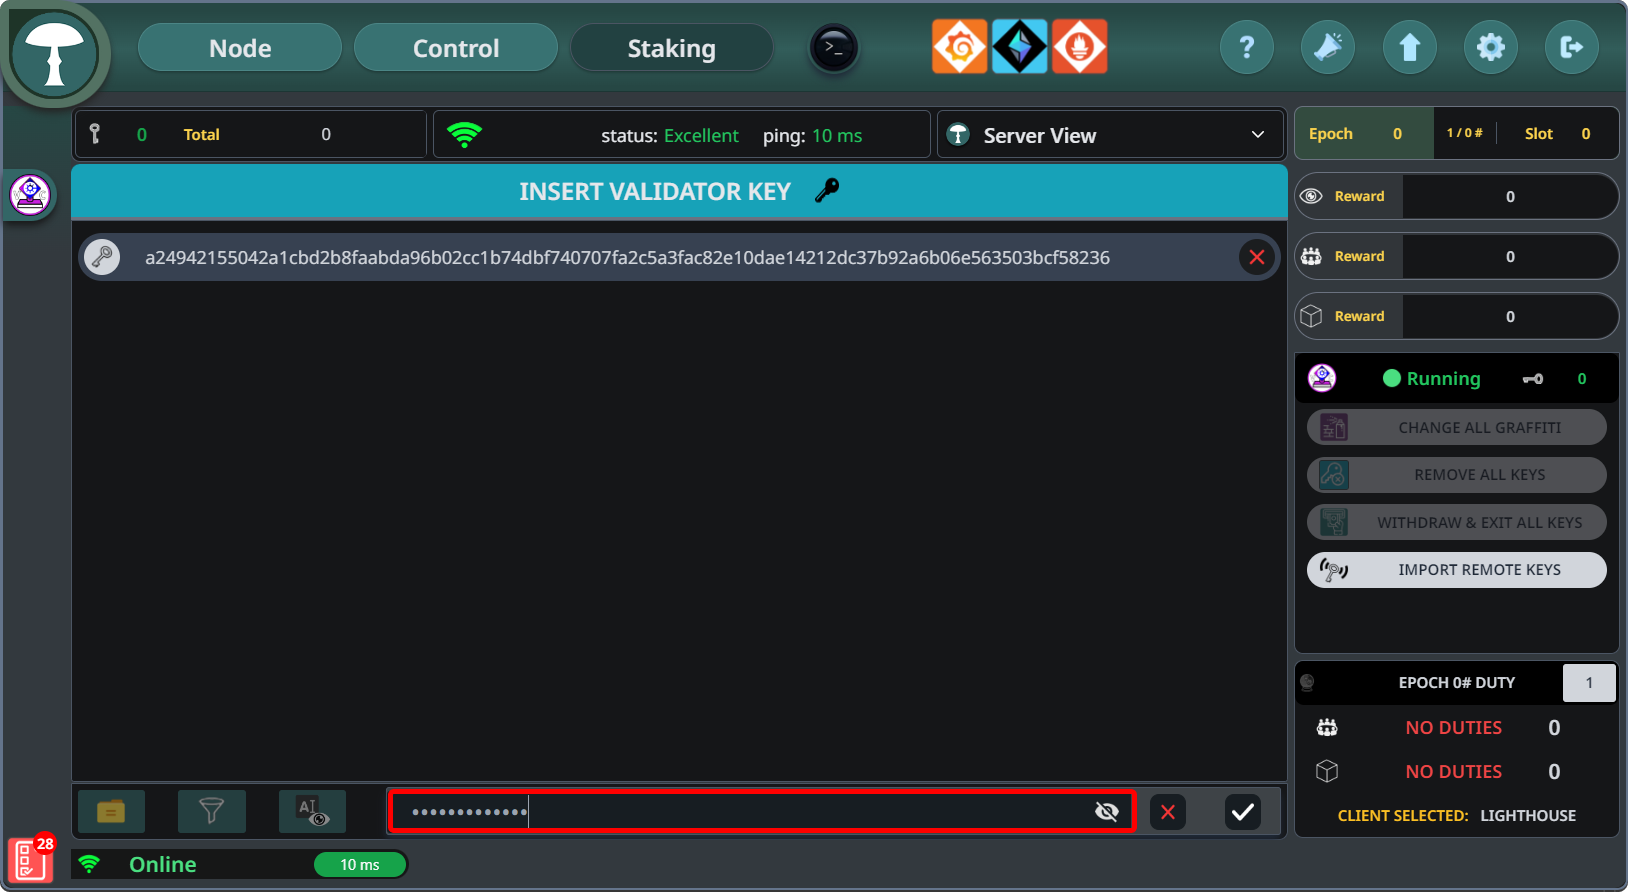 Node
Control
Staking
>_
?
0
Total
0
status: Excellent
ping: 10 ms
Server View
Epoch
0
1 / 0 #
Slot
0
INSERT VALIDATOR KEY
a24942155042a1cbd2b8faabda96b02cc1b74dbf740707fa2c5a3fac82e10dae14212dc37b92a6b06e563503bcf58236
Reward
0
Reward
0
Reward
0
Running
0
CHANGE ALL GRAFFITI
REMOVE ALL KEYS
WITHDRAW & EXIT ALL KEYS
IMPORT REMOTE KEYS
EPOCH 0# DUTY
1
NO DUTIES
0
NO DUTIES
0
CLIENT SELECTED: LIGHTHOUSE
AI
•••••••••••••
28
Online
10 ms